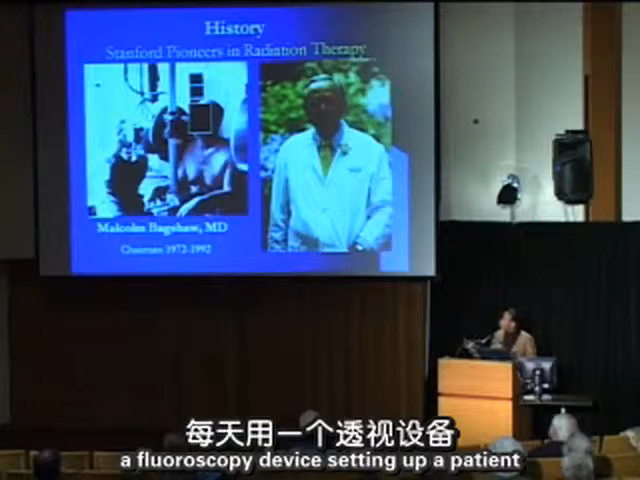 History
Stanford Pioneers in Radiation Therapy
Malcolm Bagshaw, MD
Chairman 1972-1992
每天用一个透视设备
a fluoroscopy device setting up a patient